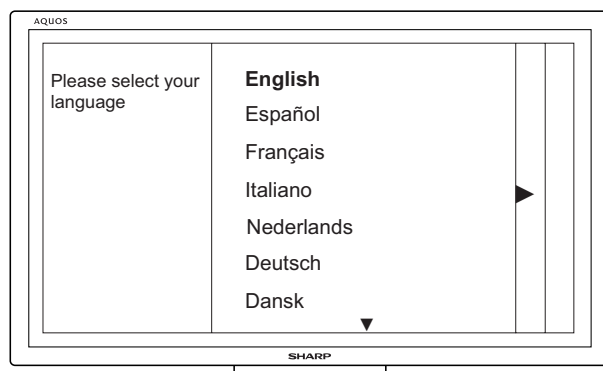 AQUOS
Please select your
language
English
Español
Français
Italiano
Nederlands
Deutsch
Dansk
SHARP